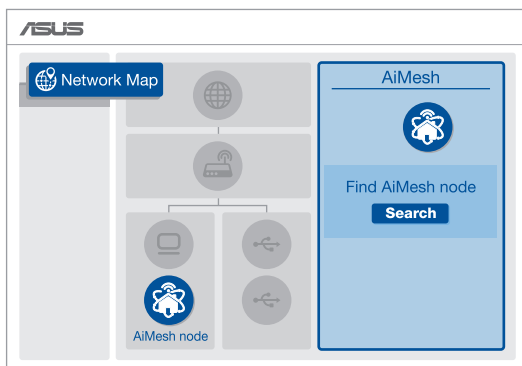 ASUS
Network Map
AiMesh node
AiMesh
Find AiMesh node
Search